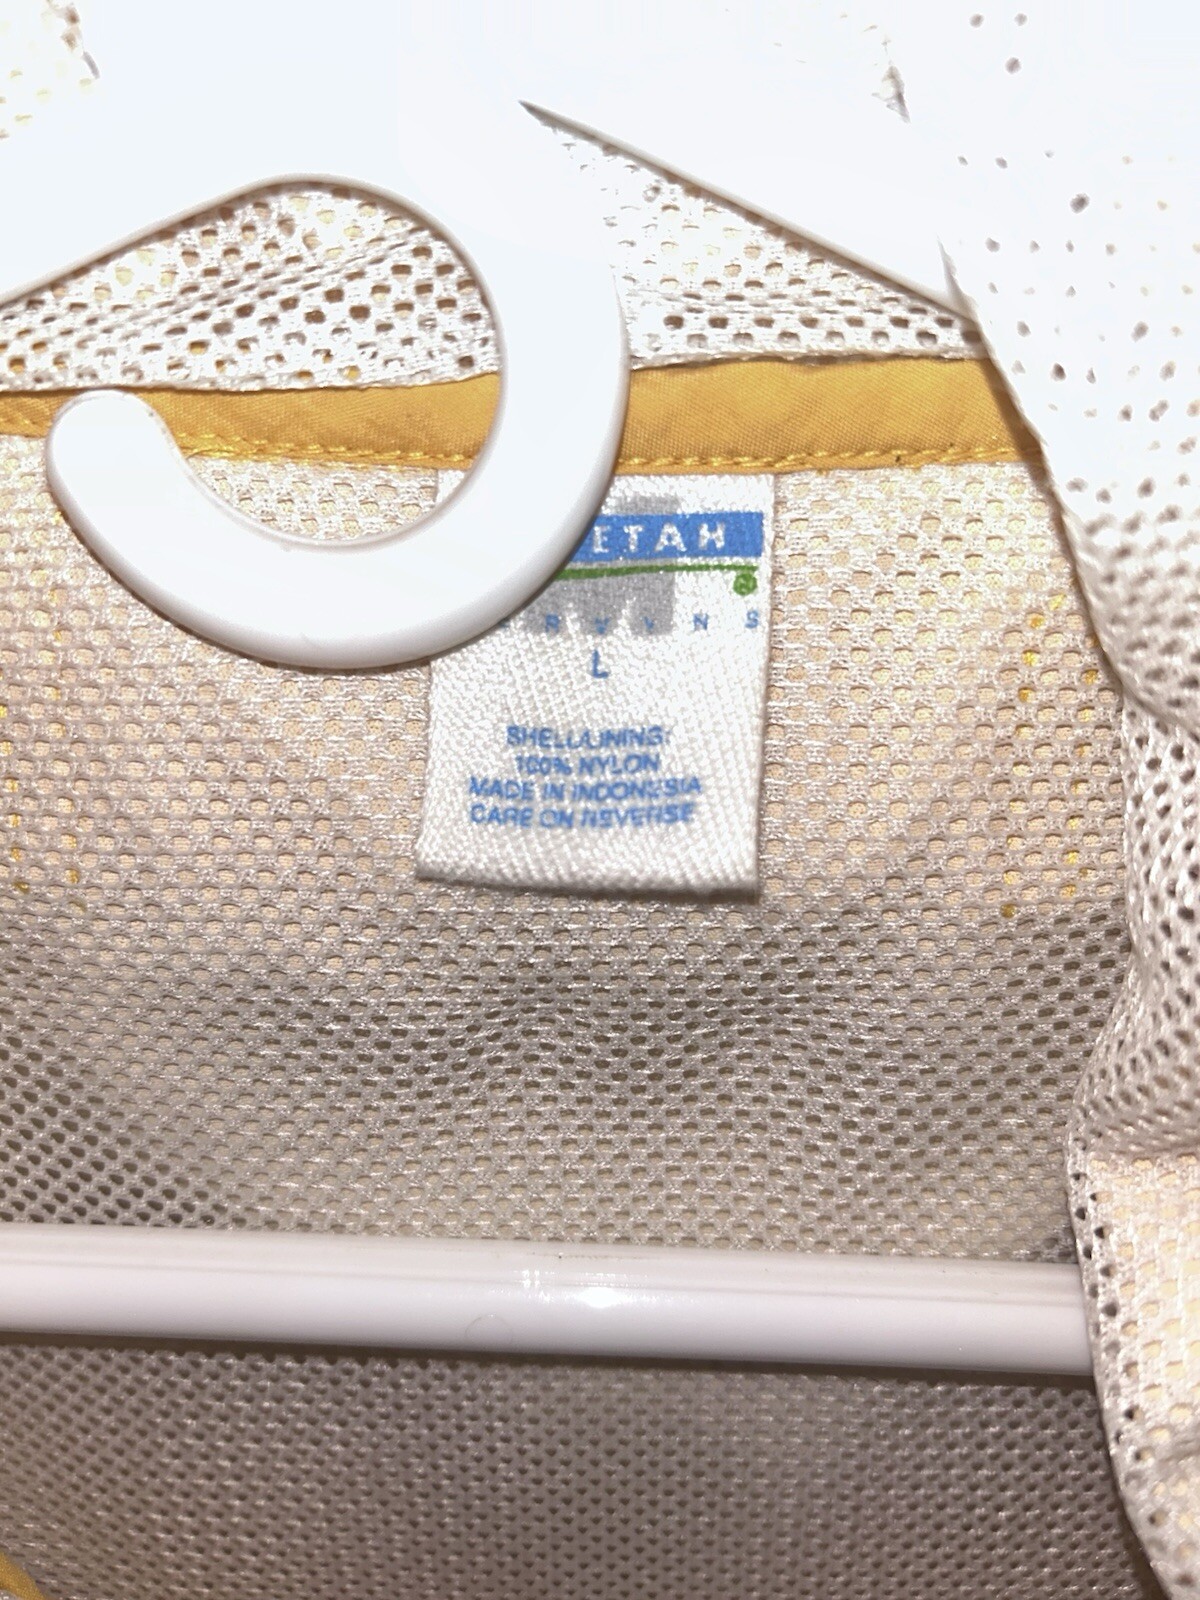 ETAH
L
SHELL/LINING:
100% NYLON
MADE IN INDONESIA
CARE ON REVERSE